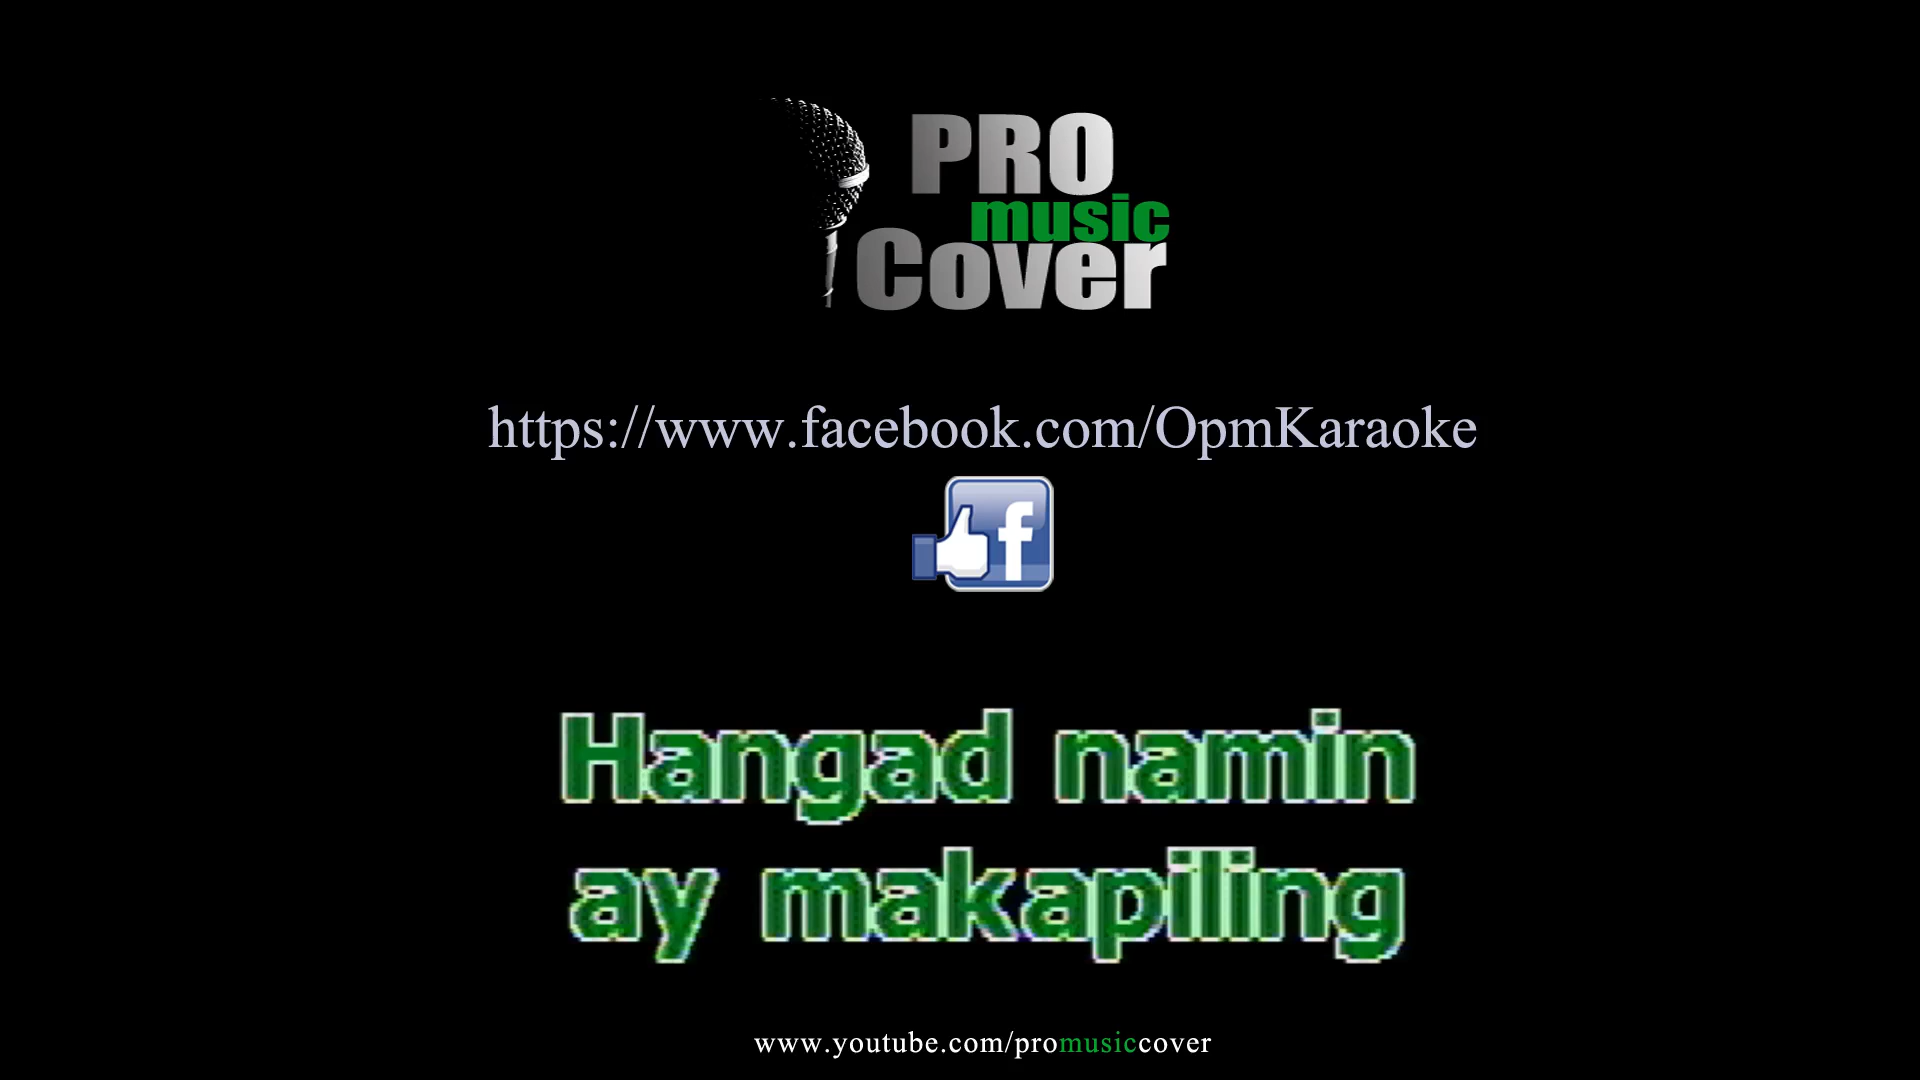 PRO
music
Cover
https://www.facebook.com/OpmKaraoke
f
Hangad namin
ay makapiling
www.youtube.com/promusiccover